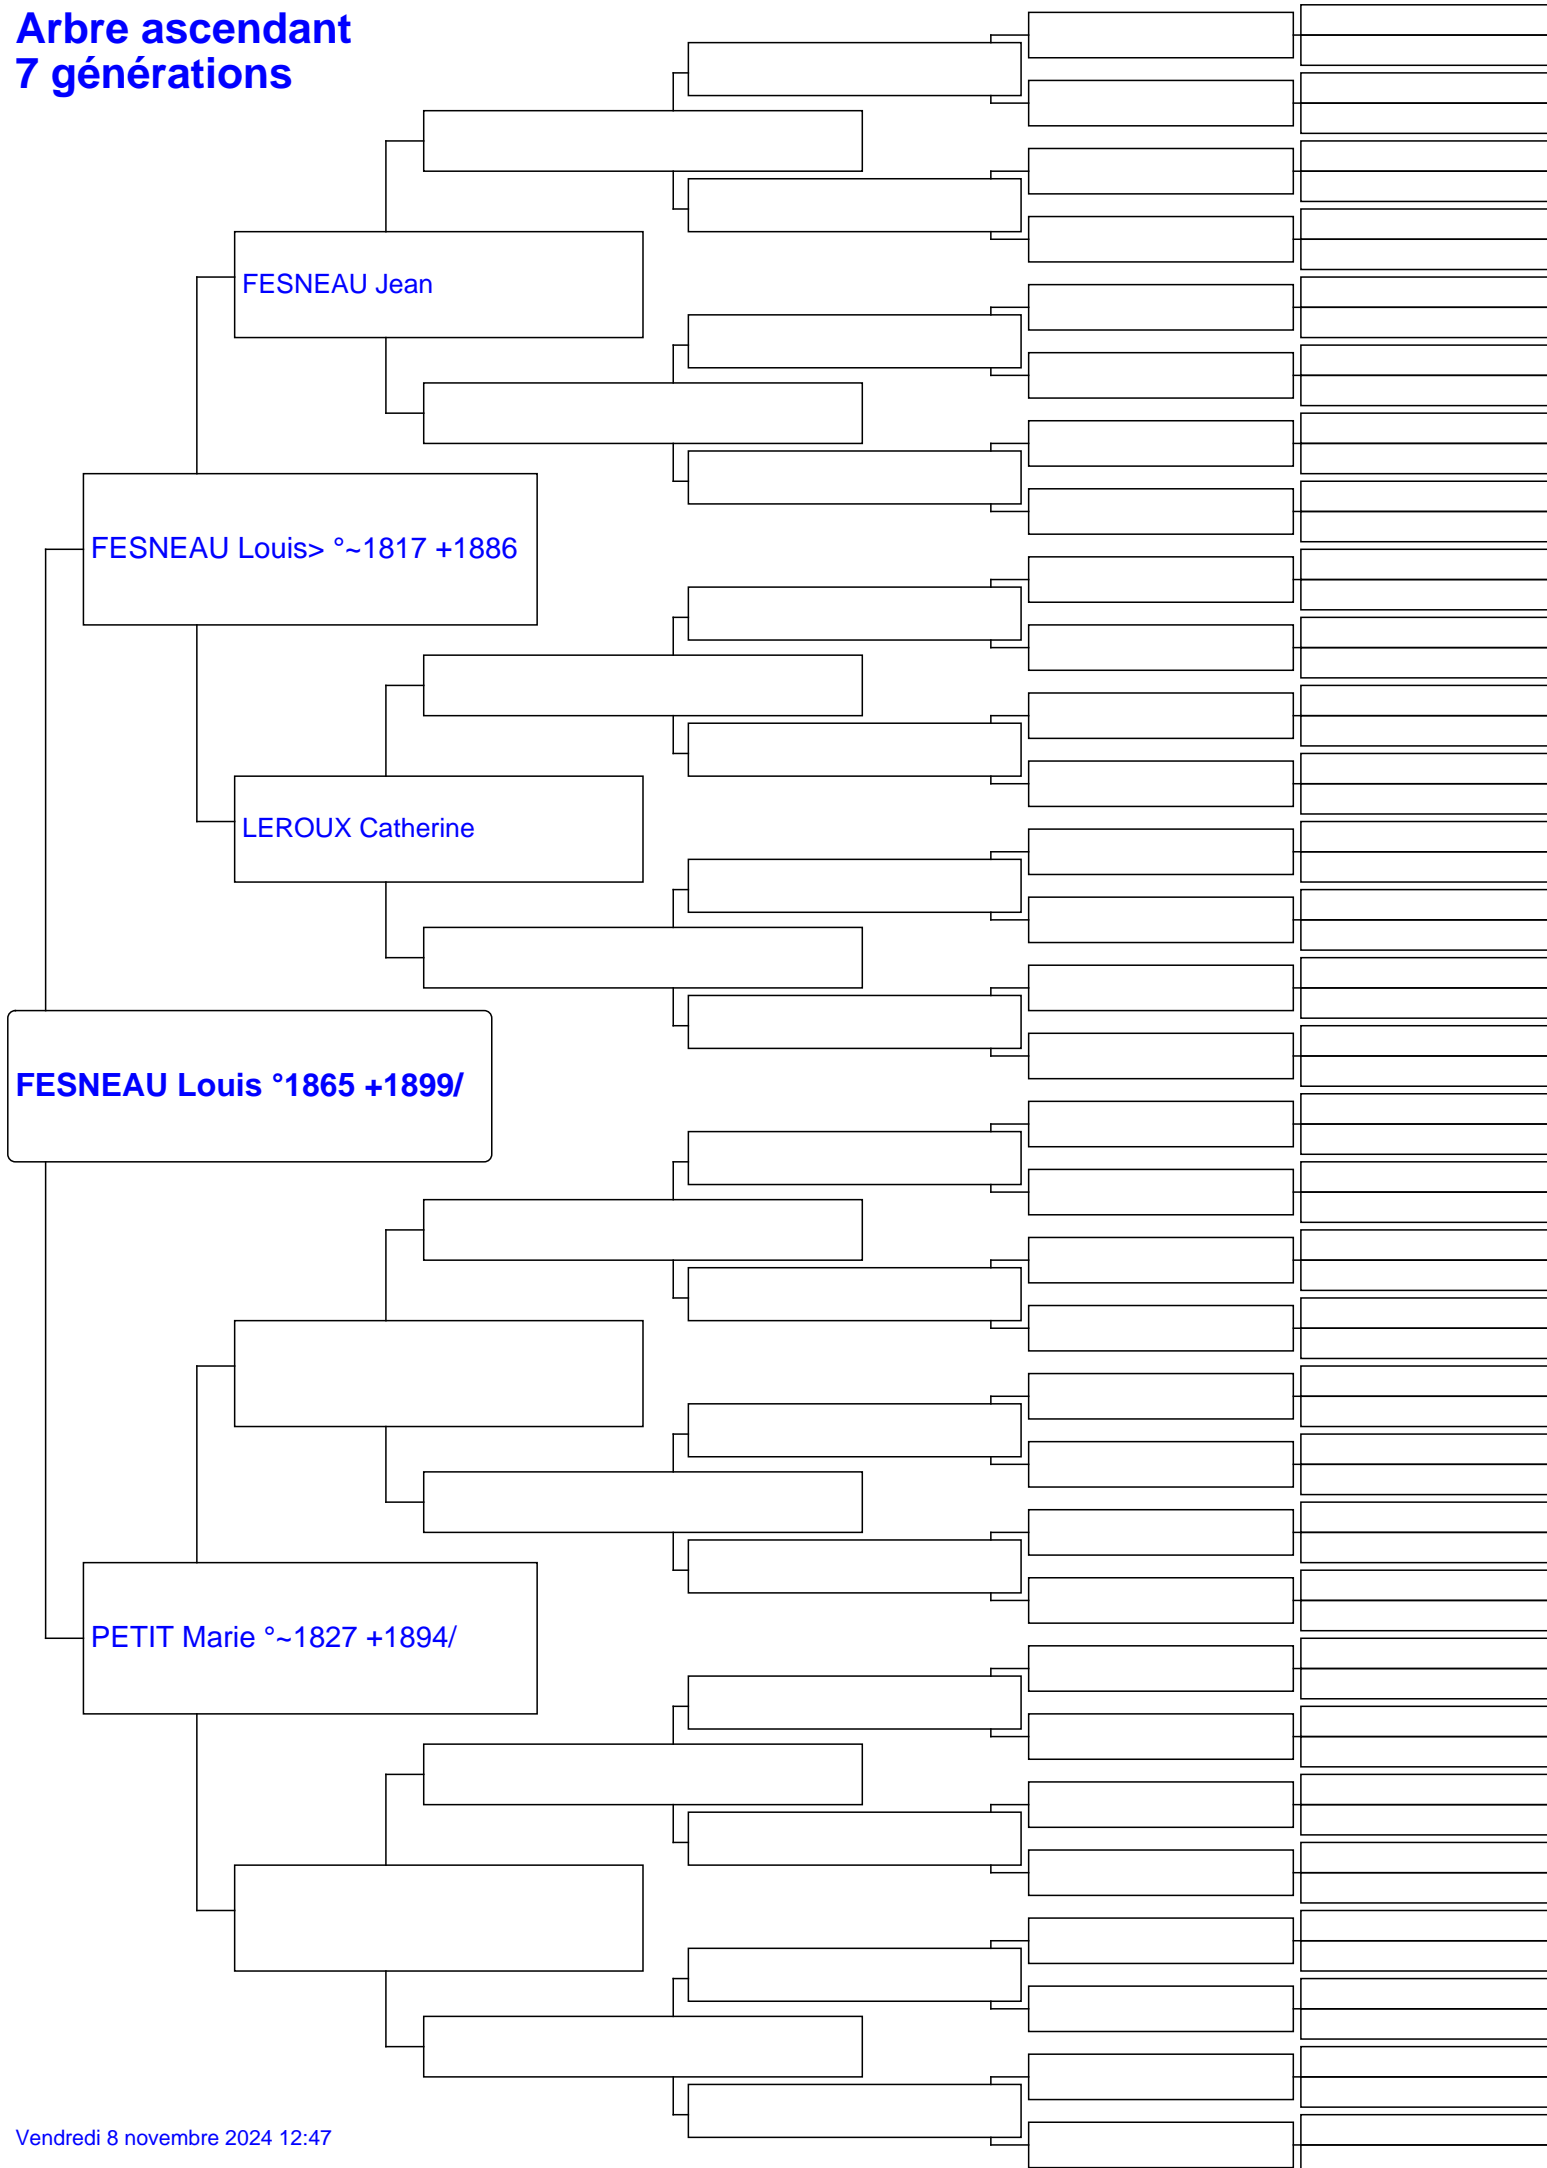 Arbre ascendant
7 générations
FESNEAU Jean
FESNEAU Louis> °~1817 +1886
LEROUX Catherine
FESNEAU Louis °1865 +1899/
PETIT Marie °~1827 +1894/
Vendredi 8 novembre 2024 12:47